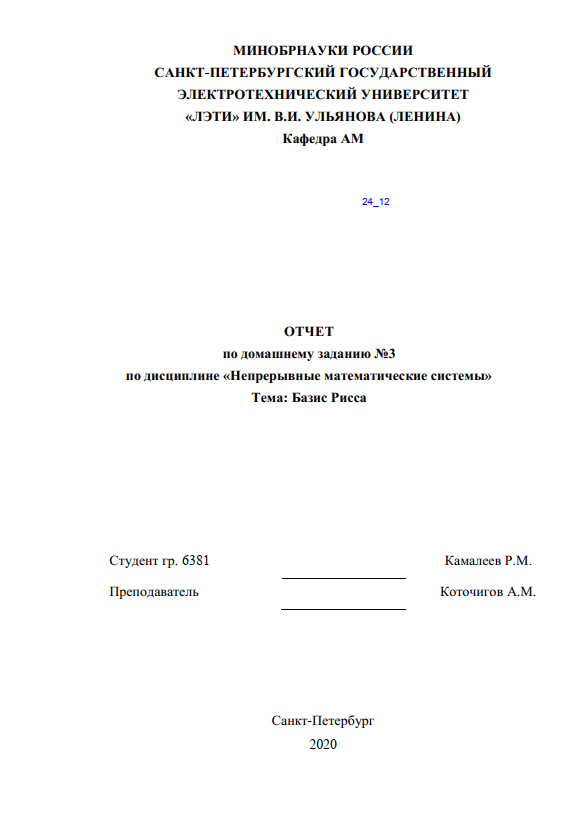 МИНОБРНАУКИ РОССИИ
САНКТ-ПЕТЕРБУРГСКИЙ ГОСУДАРСТВЕННЫЙ
ЭЛЕКТРОТЕХНИЧЕСКИЙ УНИВЕРСИТЕТ
«ЛЭТИ» ИМ. В.И. УЛЬЯНОВА (ЛЕНИНА)
Кафедра АМ
24_12
ОТЧЕТ
по домашнему заданию №3
по дисциплине «Непрерывные математические системы»
Тема: Базис Рисса
Студент гр. 6381 Камалеев Р.М.
Преподаватель Коточигов А.М.
Санкт-Петербург
2020